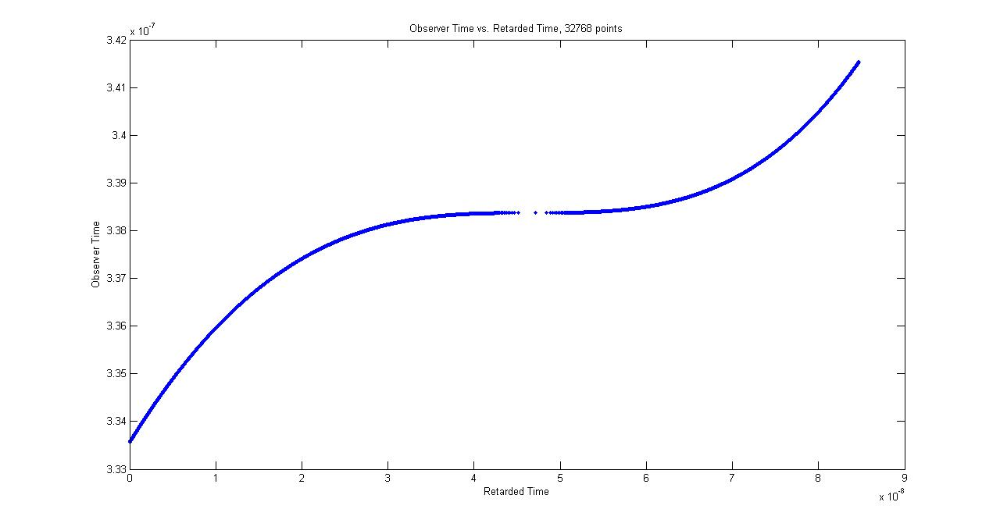 Observer Time vs. Retarded Time, 32768 points
x 10-7
3.42
3.41
3.4
3.39
3.38
3.37
3.36
3.35
3.34
3.33
Observer Time
0 1 2 3 4 5 6 7 8 9
Retarded Time
x 10-8